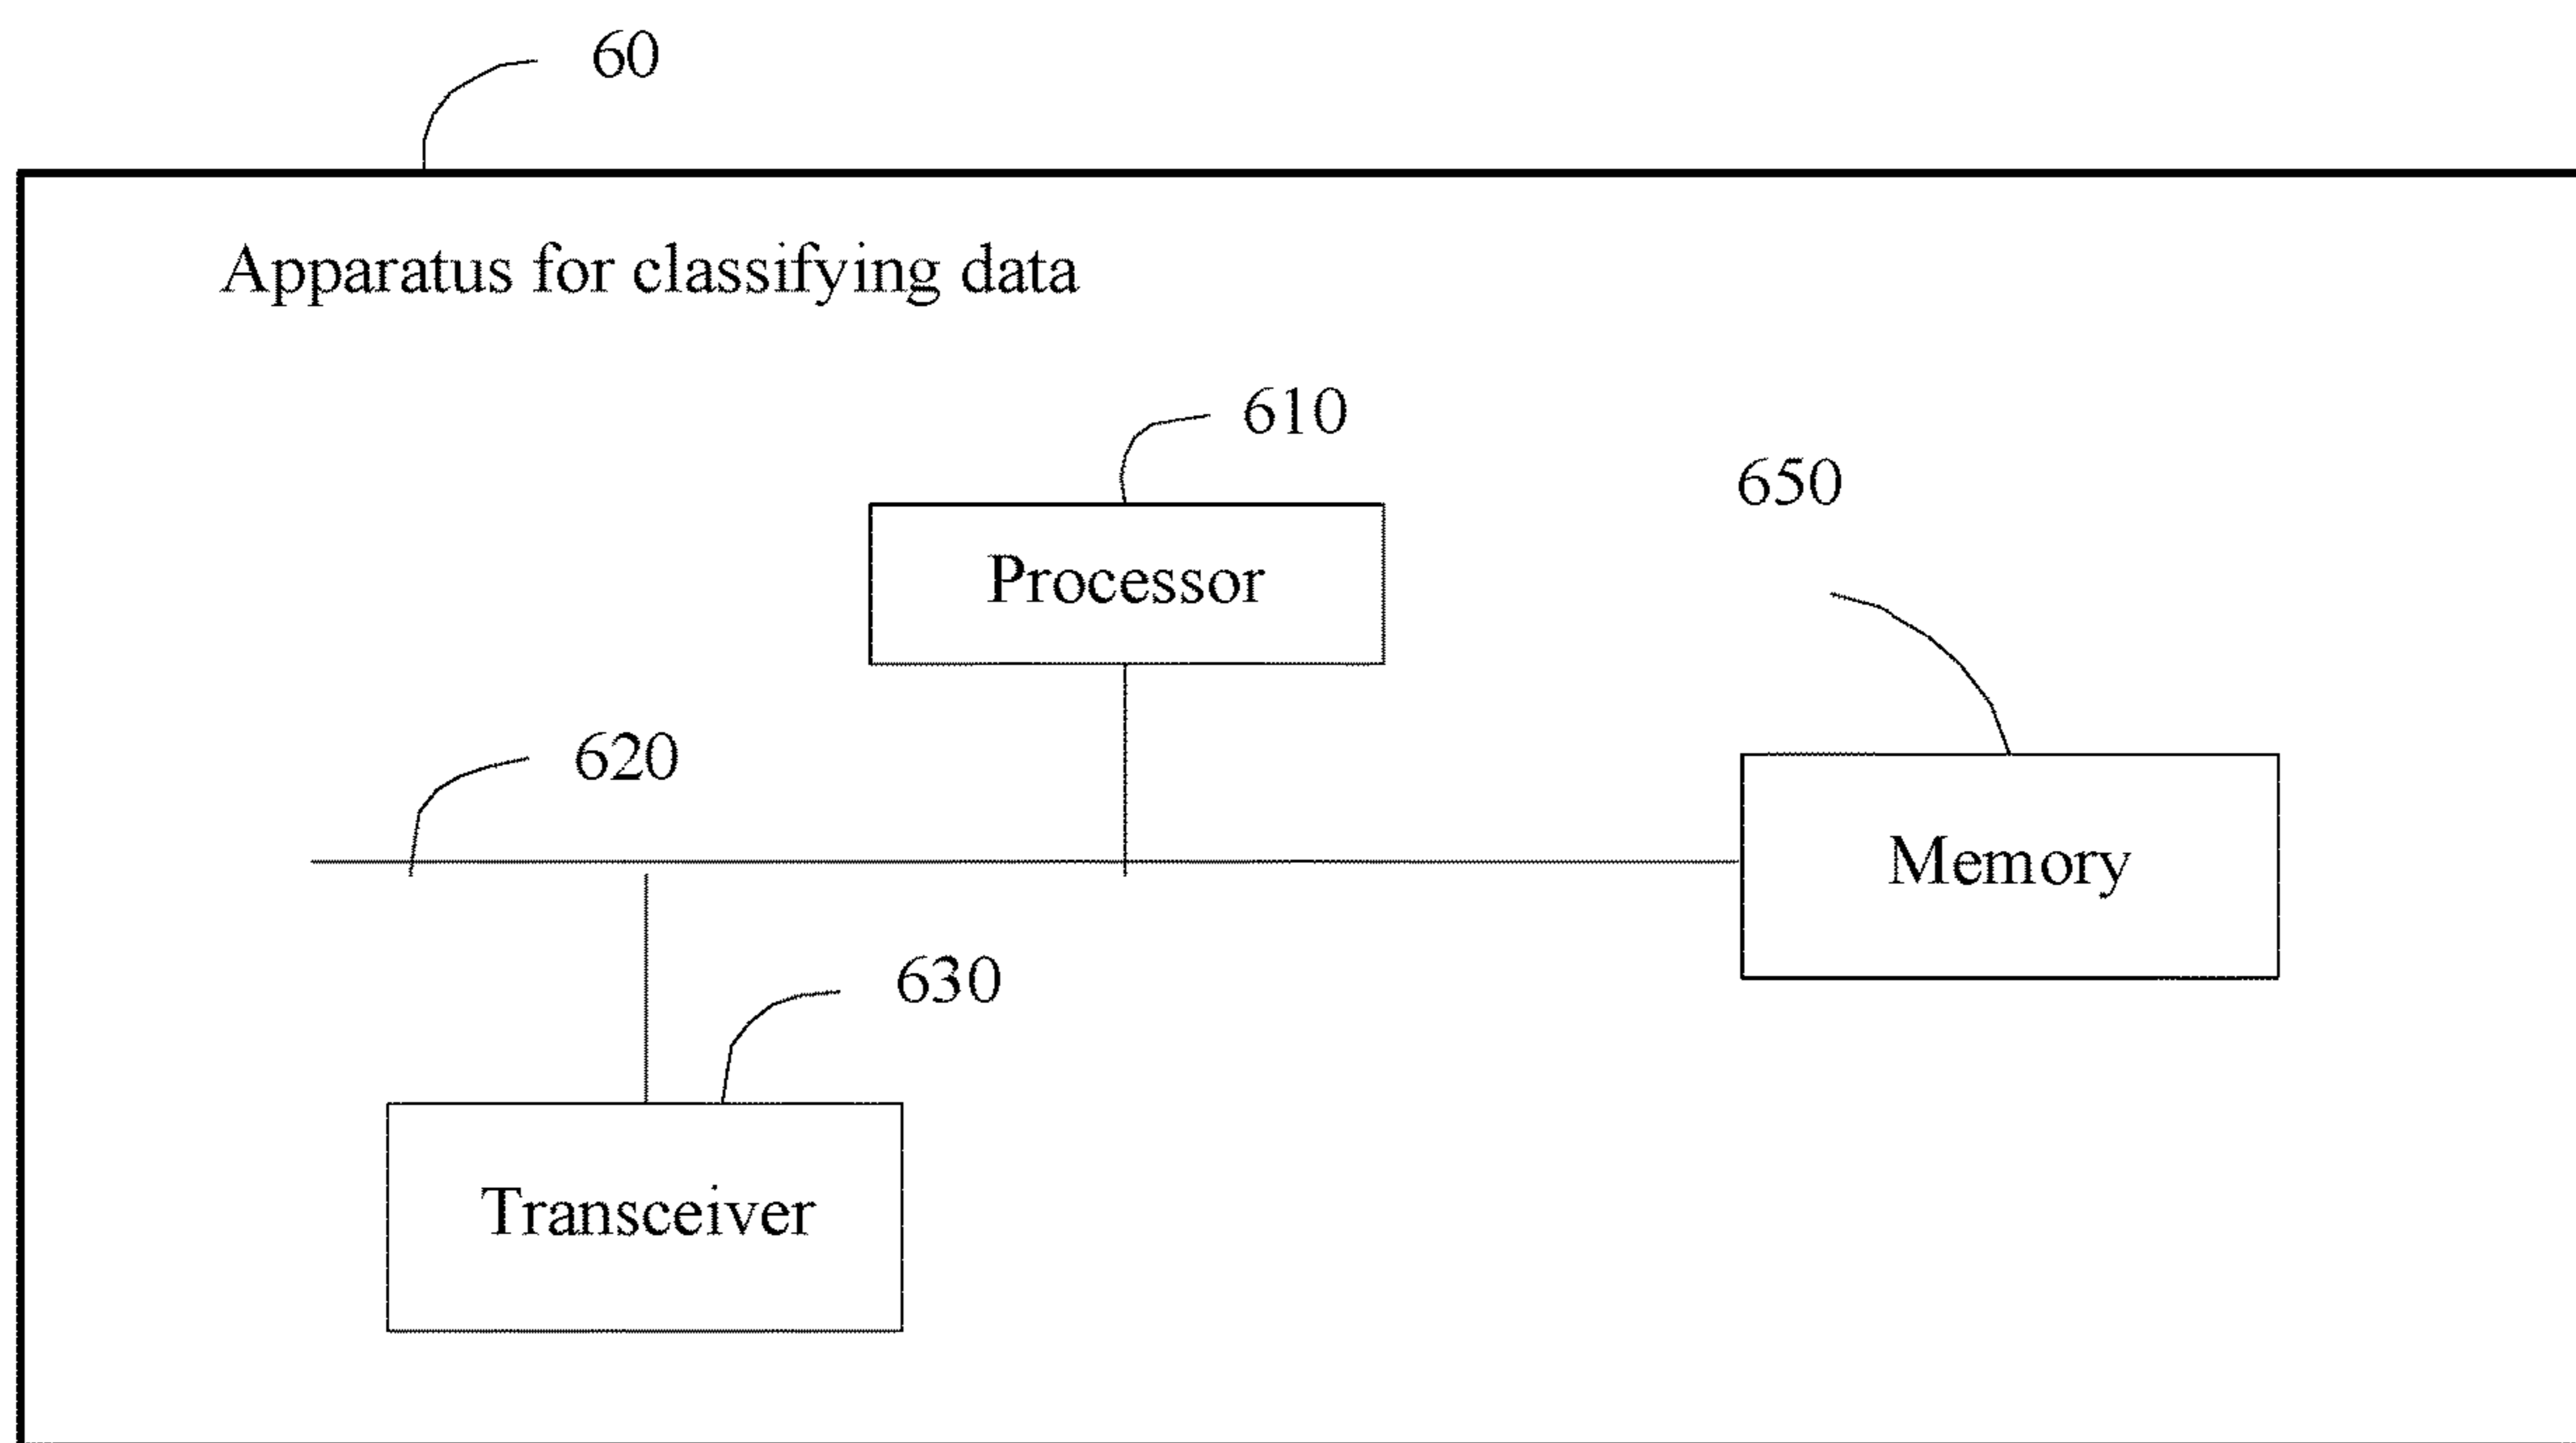 60
Apparatus for classifying data
610
650
Processor
620
Memory
630
Transceiver